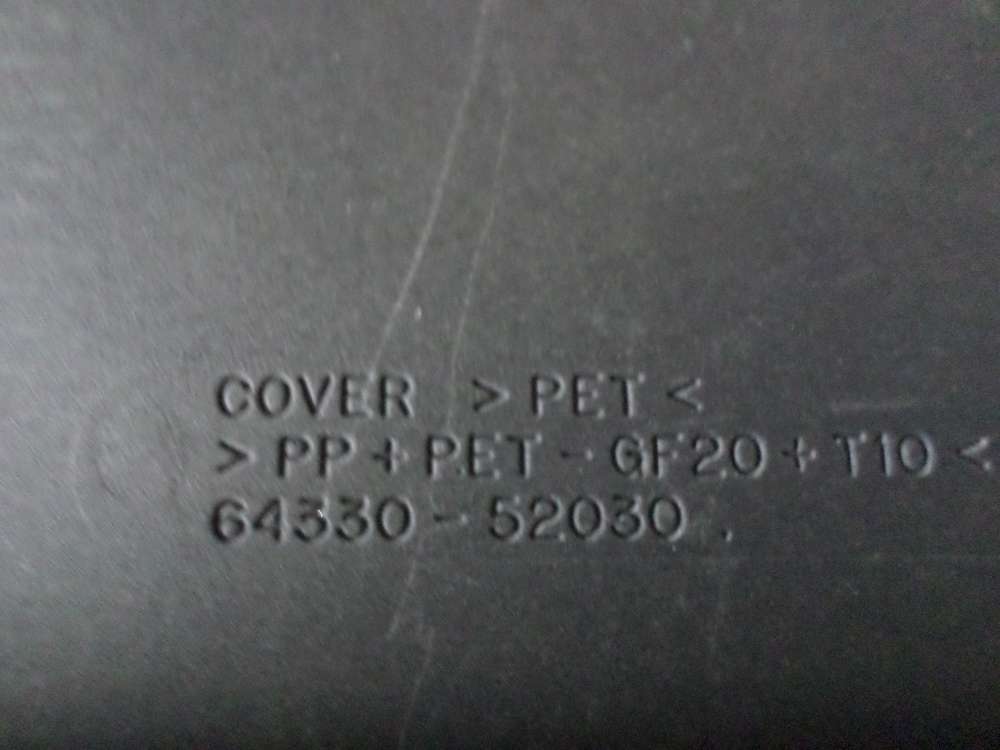 COVER >PET<
>PP+PET-GF20+T10<
64330-52030.